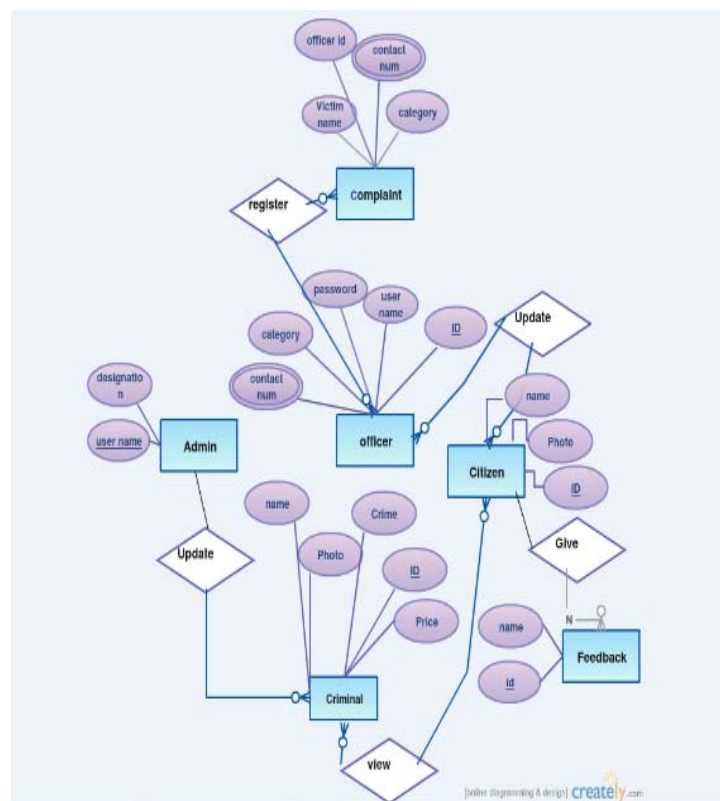 officer id
contact
num
Victim
name
category
complaint
register
password
user
name
ID
Update
category
contact
num
designatio
n
user name
Admin
officer
name
Photo
Citizen
ID
name
Crime
Photo
Update
ID
Give
Price
N
name
Feedback
id
Criminal
view
[online diagramming & design] creately.com